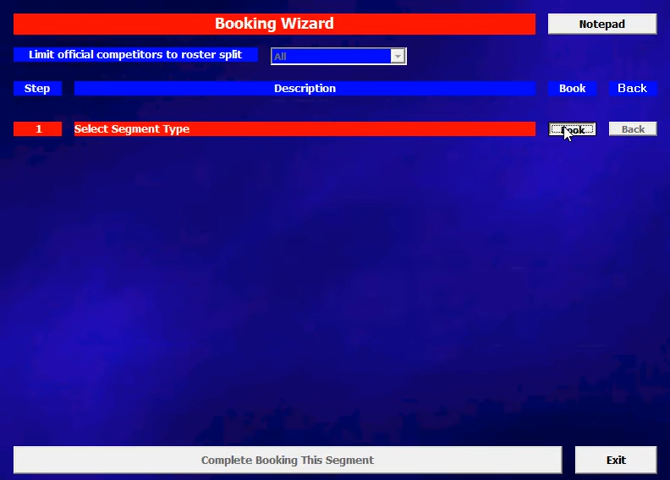 Booking Wizard
Notepad
Limit official competitors to roster split
All
Step Description Book Back
1 Select Segment Type Book Back
Complete Booking This Segment
Exit